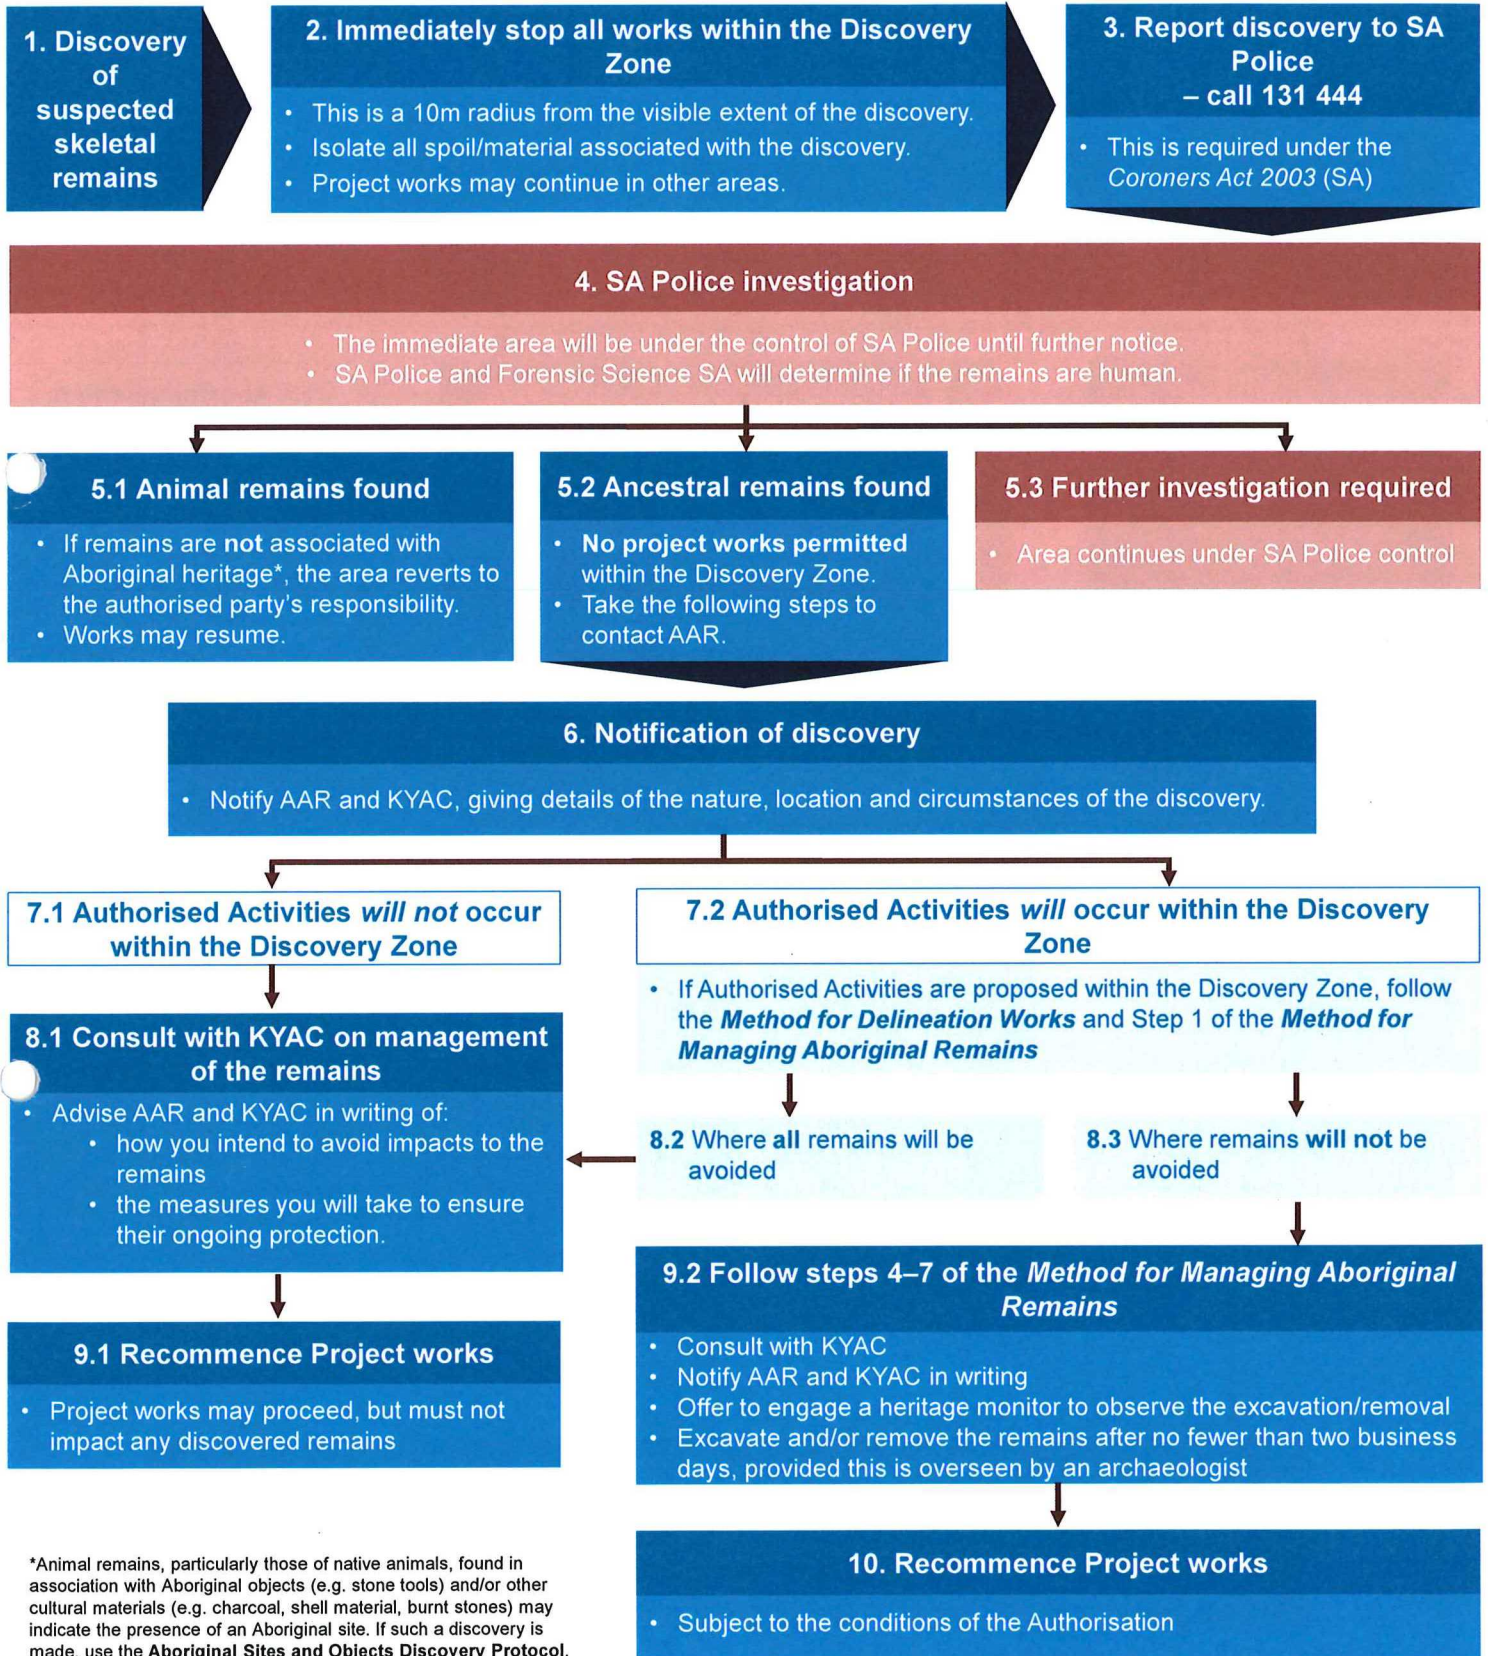 1. Discovery
of
suspected
skeletal
remains
2. Immediately stop all works within the Discovery
Zone
• This is a 10m radius from the visible extent of the discovery.
• Isolate all spoil/material associated with the discovery.
• Project works may continue in other areas.
3. Report discovery to SA
Police
– call 131 444
• This is required under the
Coroners Act 2003 (SA)
4. SA Police investigation
• The immediate area will be under the control of SA Police until further notice.
• SA Police and Forensic Science SA will determine if the remains are human.
5.1 Animal remains found
• If remains are not associated with
Aboriginal heritage*, the area reverts to
the authorised party's responsibility.
• Works may resume.
5.2 Ancestral remains found
• No project works permitted
within the Discovery Zone.
• Take the following steps to
contact AAR.
5.3 Further investigation required
• Area continues under SA Police control
6. Notification of discovery
• Notify AAR and KYAC, giving details of the nature, location and circumstances of the discovery.
7.1 Authorised Activities will not occur
within the Discovery Zone
7.2 Authorised Activities will occur within the Discovery
Zone
• If Authorised Activities are proposed within the Discovery Zone, follow
the Method for Delineation Works and Step 1 of the Method for
Managing Aboriginal Remains
8.1 Consult with KYAC on management
of the remains
• Advise AAR and KYAC in writing of:
• how you intend to avoid impacts to the
remains
• the measures you will take to ensure
their ongoing protection.
8.2 Where all remains will be
avoided
8.3 Where remains will not be
avoided
9.1 Recommence Project works
• Project works may proceed, but must not
impact any discovered remains
9.2 Follow steps 4–7 of the Method for Managing Aboriginal
Remains
• Consult with KYAC
• Notify AAR and KYAC in writing
• Offer to engage a heritage monitor to observe the excavation/removal
• Excavate and/or remove the remains after no fewer than two business
days, provided this is overseen by an archaeologist
10. Recommence Project works
• Subject to the conditions of the Authorisation
*Animal remains, particularly those of native animals, found in
association with Aboriginal objects (e.g. stone tools) and/or other
cultural materials (e.g. charcoal, shell material, burnt stones) may
indicate the presence of an Aboriginal site. If such a discovery is
made, use the Aboriginal Sites and Objects Discovery Protocol.